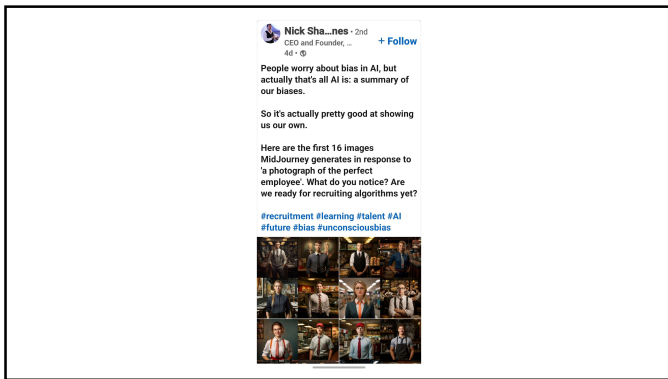 Nick Sha...nes • 2nd
CEO and Founder, ...
4d •
+ Follow
People worry about bias in AI, but
actually that's all AI is: a summary of
our biases.
So it's actually pretty good at showing
us our own.
Here are the first 16 images
MidJourney generates in response to
'a photograph of the perfect
employee'. What do you notice? Are
we ready for recruiting algorithms yet?
#recruitment #learning #talent #AI
#future #bias #unconsciousbias